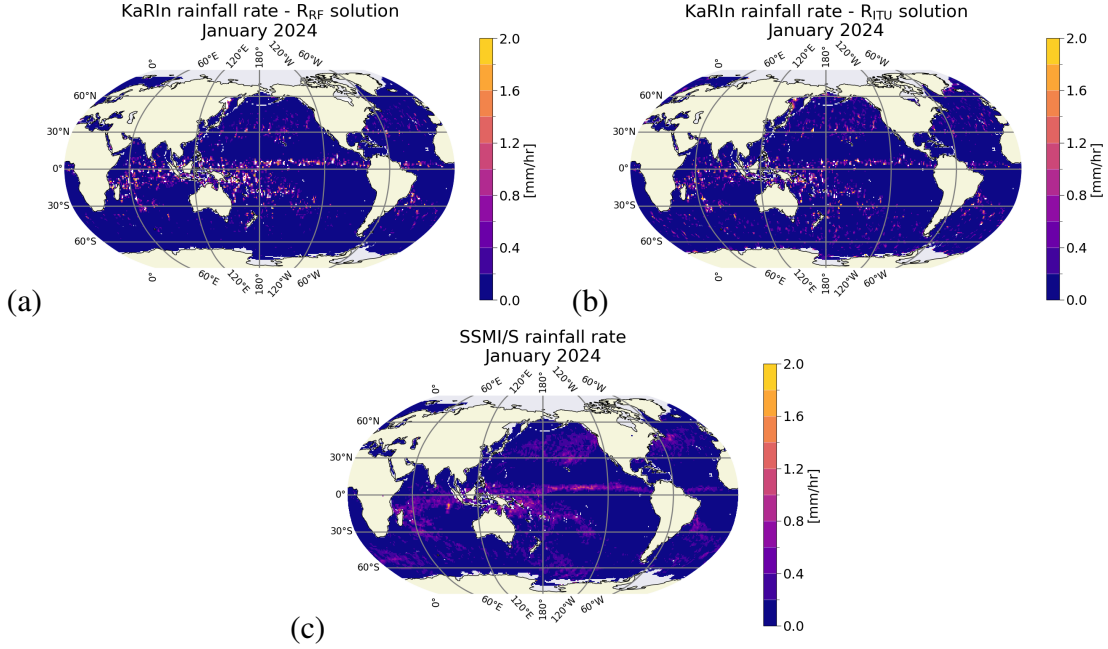 KaRIn rainfall rate - R_RF solution
January 2024
0° 60°E 120°E 180° 120°W 60°W
60°N
30°N
0°
30°S
60°S
0° 60°E 120°E 180° 120°W 60°W
2.0
1.6
1.2
0.8
0.4
0.0
[mm/hr]
(a)
KaRIn rainfall rate - R_ITU solution
January 2024
0° 60°E 120°E 180° 120°W 60°W
60°N
30°N
0°
30°S
60°S
0° 60°E 120°E 180° 120°W 60°W
2.0
1.6
1.2
0.8
0.4
0.0
[mm/hr]
(b)
SSMI/S rainfall rate
January 2024
0° 60°E 120°E 180° 120°W 60°W
60°N
30°N
0°
30°S
60°S
0° 60°E 120°E 180° 120°W 60°W
2.0
1.6
1.2
0.8
0.4
0.0
[mm/hr]
(c)